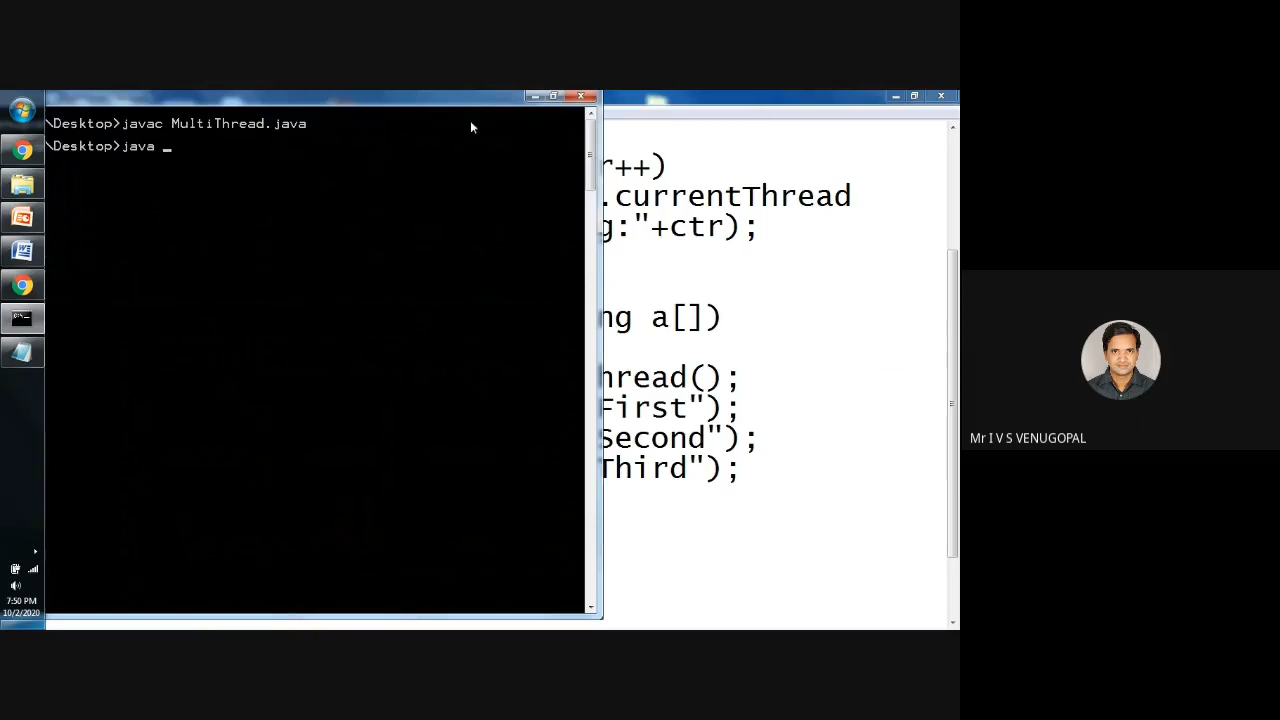 \Desktop>javac MultiThread.java
\Desktop>java _
r++)
.currentThread
g:"+ctr);
ng a[])
hread();
First");
Second");
Third");
Mr I V S VENUGOPAL
7:50 PM
10/2/2020